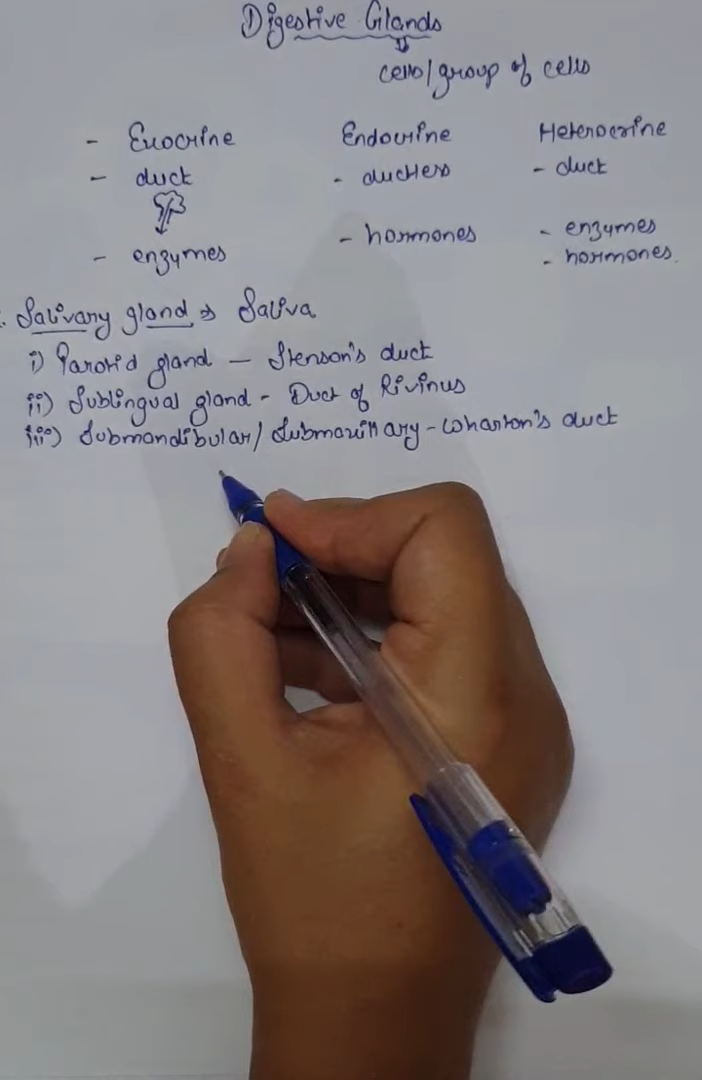 Digestive Glands
cells/group of cells
- Exocrine Endocrine Heterocrine
- duct - ductless - duct
- enzymes - hormones - enzymes
- hormones.
. Salivary gland → Saliva
i) Parotid gland - Stenson's duct
ii) Sublingual gland - Duct of Rivinus
iii) Submandibular/Submaxillary - Wharton's duct